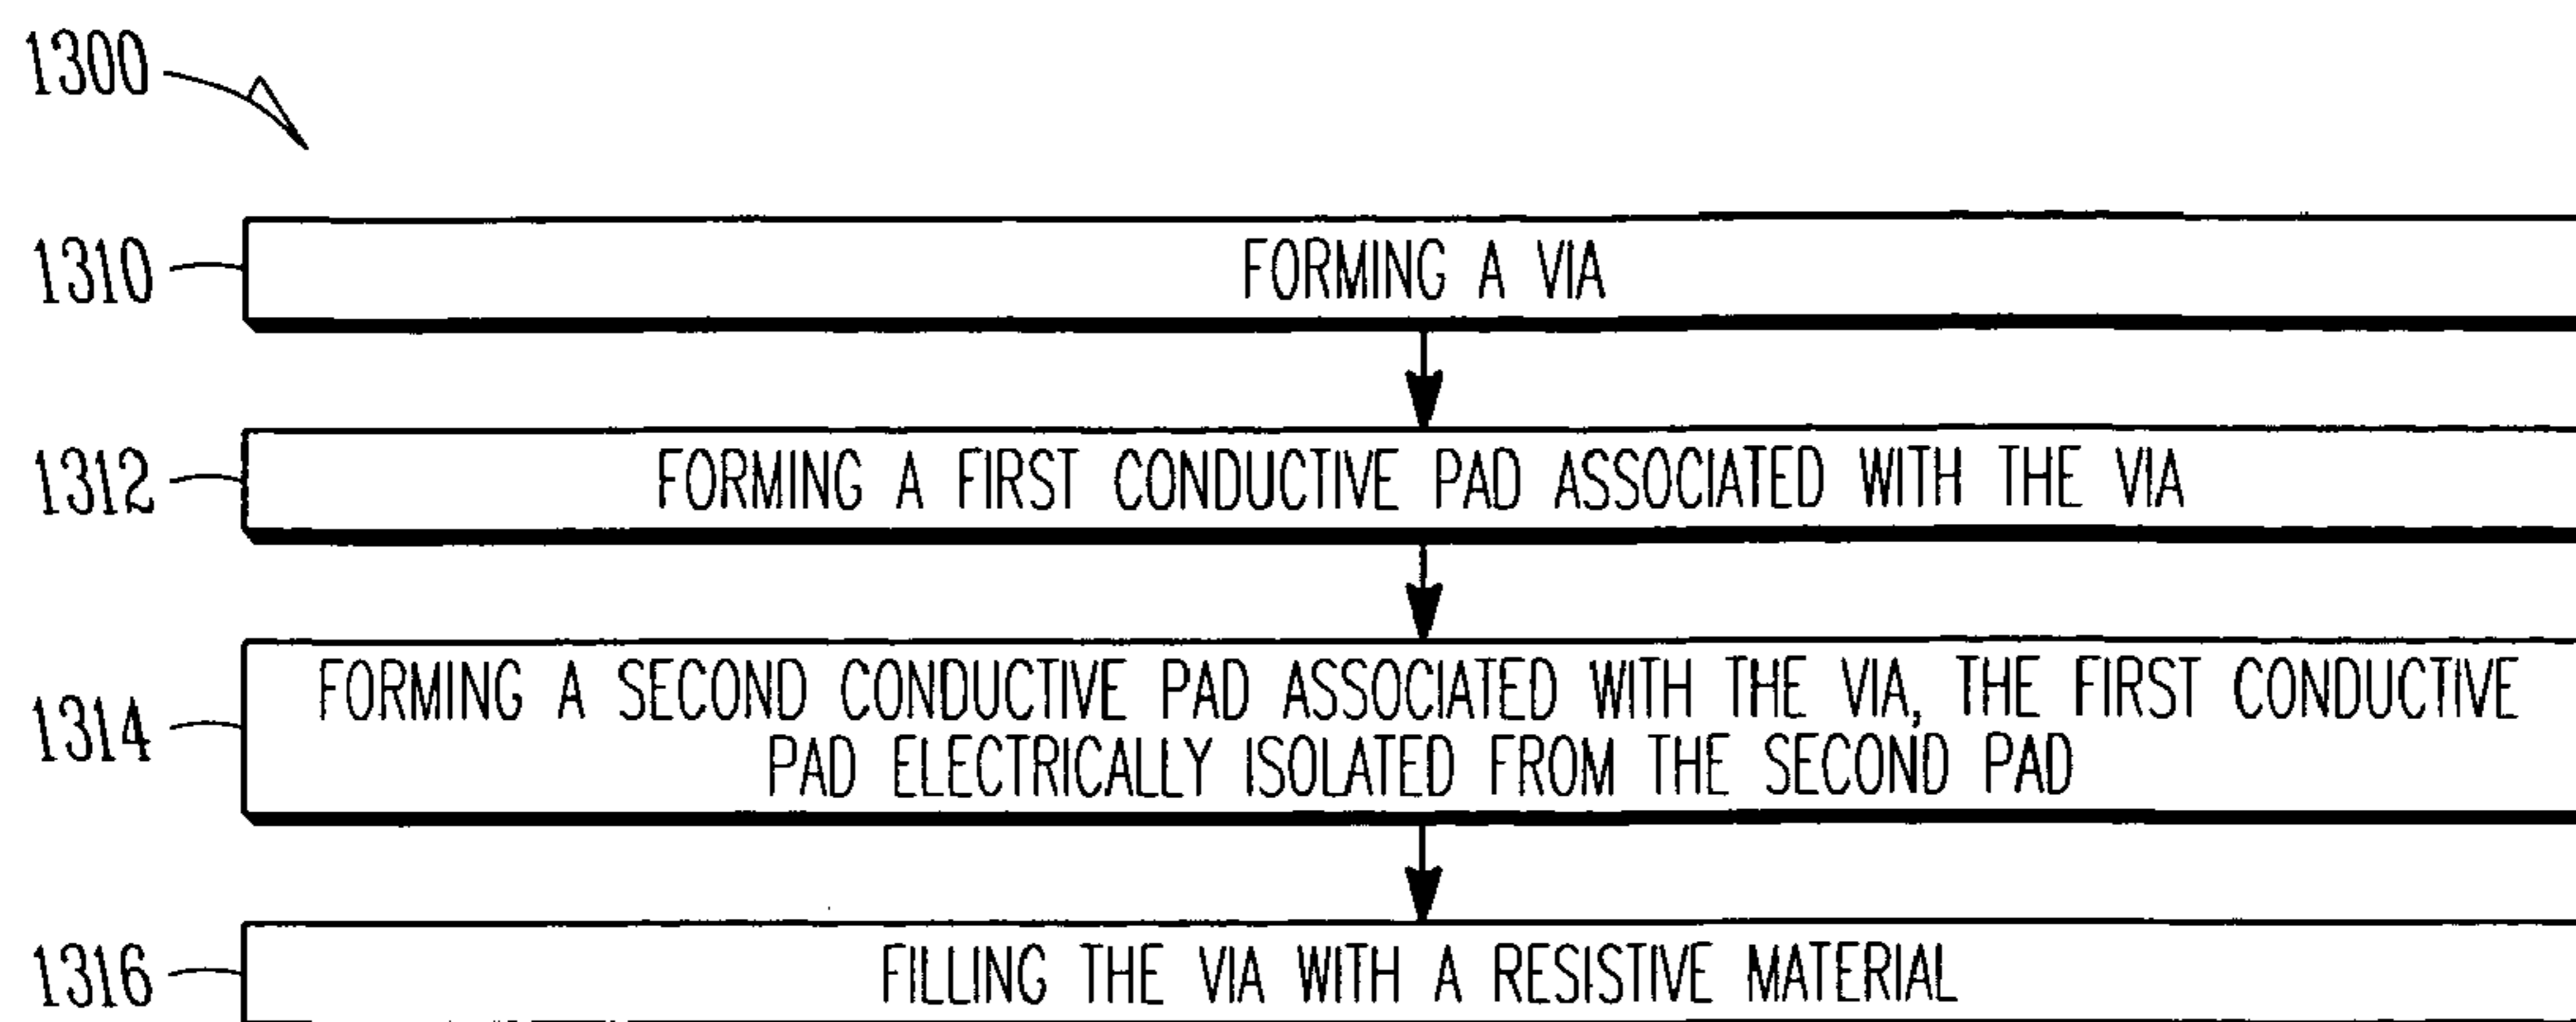 1300
1310
FORMING A VIA
1312
FORMING A FIRST CONDUCTIVE PAD ASSOCIATED WITH THE VIA
1314
FORMING A SECOND CONDUCTIVE PAD ASSOCIATED WITH THE VIA, THE FIRST CONDUCTIVE
PAD ELECTRICALLY ISOLATED FROM THE SECOND PAD
1316
FILLING THE VIA WITH A RESISTIVE MATERIAL